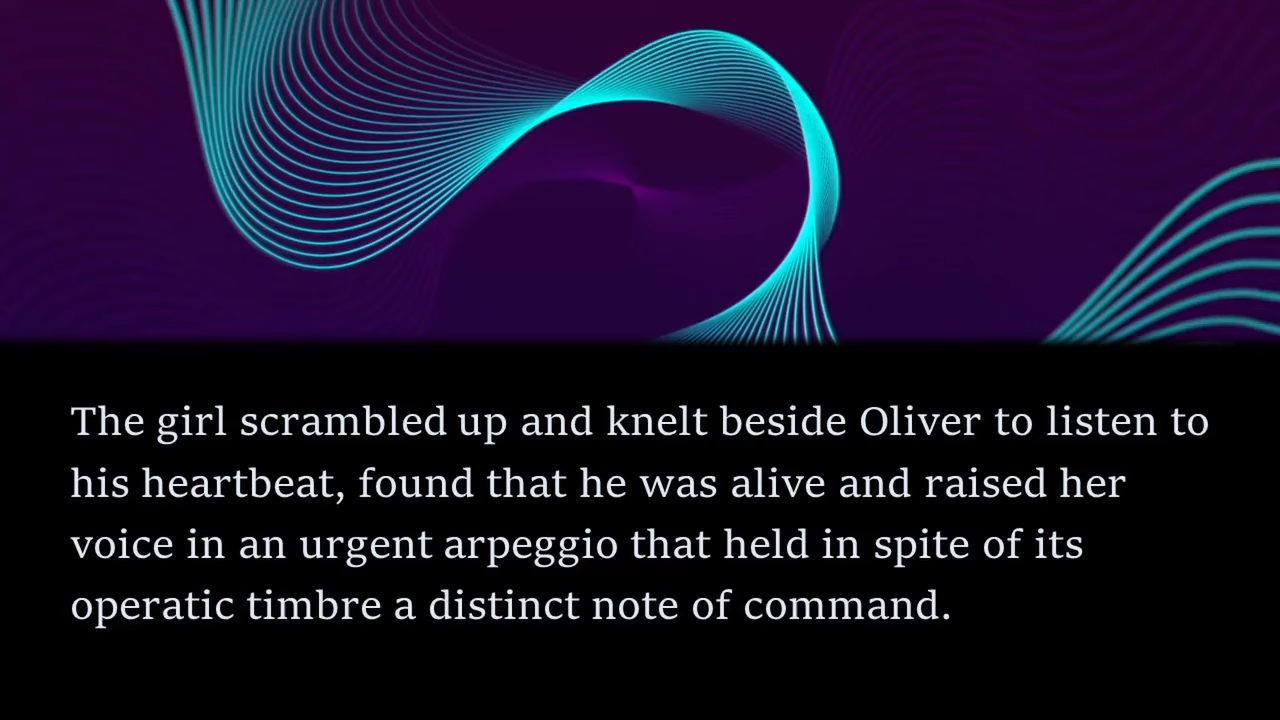 The girl scrambled up and knelt beside Oliver to listen to
his heartbeat, found that he was alive and raised her
voice in an urgent arpeggio that held in spite of its
operatic timbre a distinct note of command.